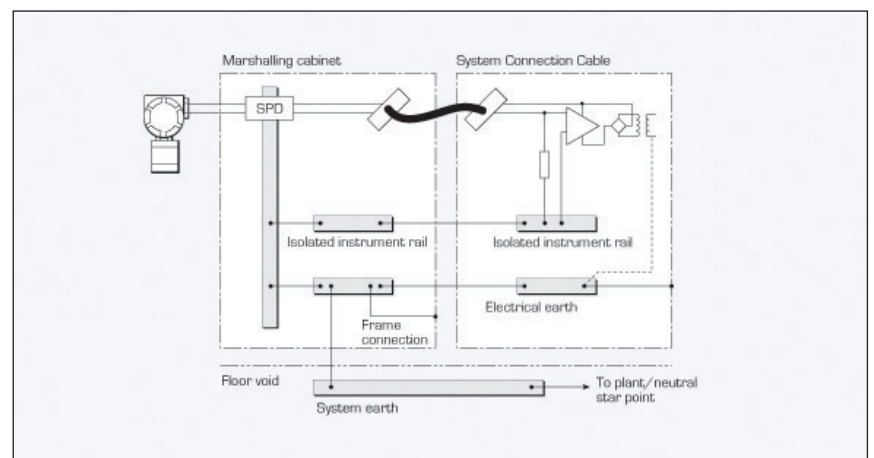 Marshalling cabinet
System Connection Cable
SPD
Isolated instrument rail
Isolated instrument rail
Electrical earth
Frame
connection
Floor void
To plant/neutral
star point
System earth